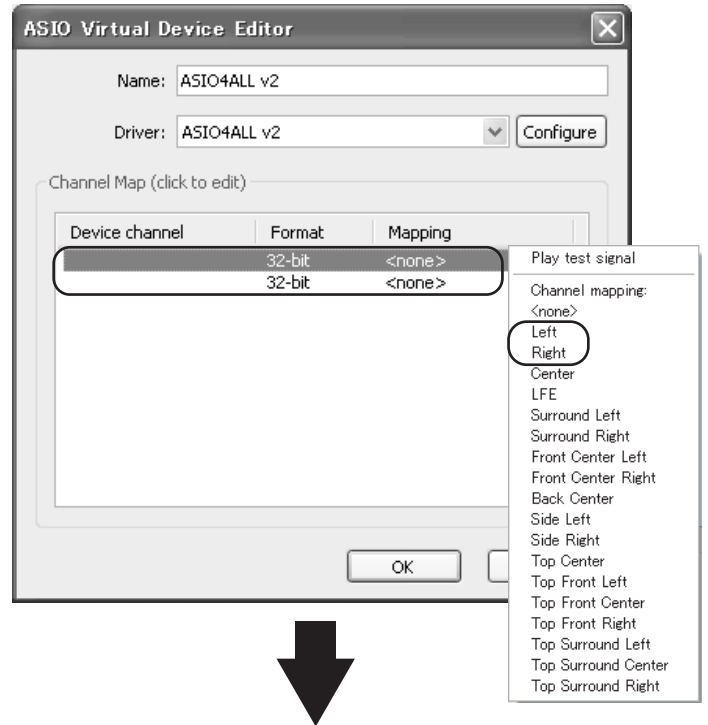 ASIO Virtual Device Editor
Name: ASIO4ALL v2
Driver: ASIO4ALL v2 Configure
Channel Map (click to edit)
Device channel Format Mapping
32-bit <none>
32-bit <none>
Play test signal
Channel mapping:
<none>
Left
Right
Center
LFE
Surround Left
Surround Right
Front Center Left
Front Center Right
Back Center
Side Left
Side Right
Top Center
Top Front Left
Top Front Center
Top Front Right
Top Surround Left
Top Surround Center
Top Surround Right
OK